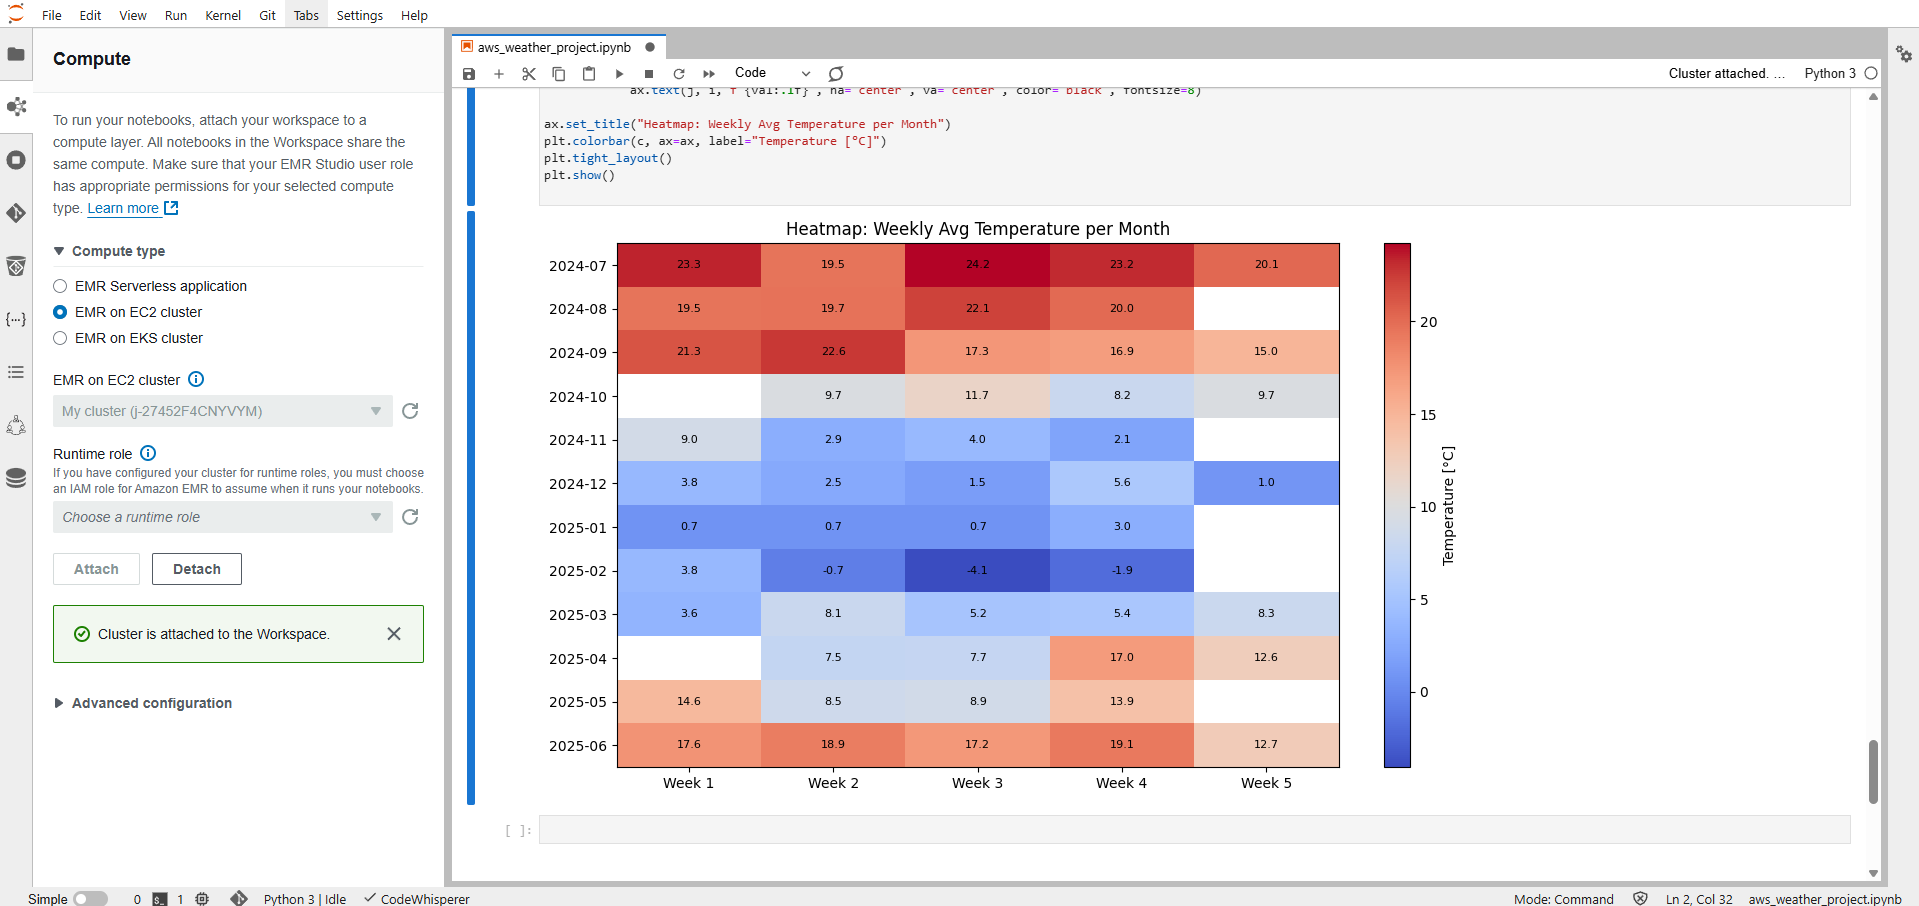 File Edit View Run Kernel Git Tabs Settings Help
Compute
To run your notebooks, attach your workspace to a
compute layer. All notebooks in the Workspace share the
same compute. Make sure that your EMR Studio user role
has appropriate permissions for your selected compute
type. Learn more
Compute type
EMR Serverless application
EMR on EC2 cluster
EMR on EKS cluster
EMR on EC2 cluster
My cluster (j-27452F4CNYVYM)
Runtime role
If you have configured your cluster for runtime roles, you must choose
an IAM role for Amazon EMR to assume when it runs your notebooks.
Choose a runtime role
Attach Detach
Cluster is attached to the Workspace.
Advanced configuration
aws_weather_project.ipynb
Code
Cluster attached. ... Python 3
ax.text(j, i, f"{val:.1f}", ha="center", va="center", color="black", fontsize=8)
ax.set_title("Heatmap: Weekly Avg Temperature per Month")
plt.colorbar(c, ax=ax, label="Temperature [°C]")
plt.tight_layout()
plt.show()
Heatmap: Weekly Avg Temperature per Month
2024-07 23.3 19.5 24.2 23.2 20.1
2024-08 19.5 19.7 22.1 20.0
2024-09 21.3 22.6 17.3 16.9 15.0
2024-10 9.7 11.7 8.2 9.7
2024-11 9.0 2.9 4.0 2.1
2024-12 3.8 2.5 1.5 5.6 1.0
2025-01 0.7 0.7 0.7 3.0
2025-02 3.8 -0.7 -4.1 -1.9
2025-03 3.6 8.1 5.2 5.4 8.3
2025-04 7.5 7.7 17.0 12.6
2025-05 14.6 8.5 8.9 13.9
2025-06 17.6 18.9 17.2 19.1 12.7
Week 1 Week 2 Week 3 Week 4 Week 5
20
15
10
5
0
Temperature [°C]
[ ]:
Simple 0 1 Python 3 | Idle CodeWhisperer
Mode: Command Ln 2, Col 32 aws_weather_project.ipynb